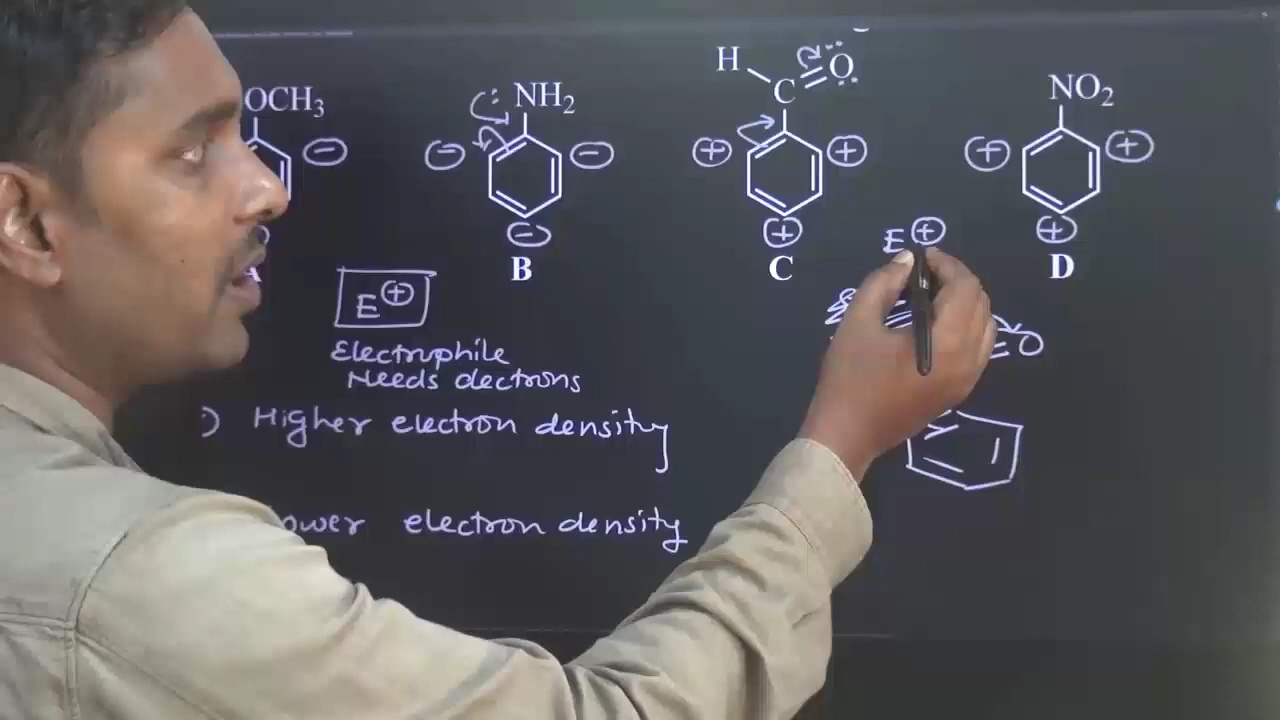 OCH₃ NH₂ H C O NO₂
⊖ ⊖ ⊖ ⊕ ⊕ ⊕ ⊕
⊖ ⊕ ⊕
A B C D
E⊕ E⊕
Electrophile
Needs electrons
O
) Higher electron density
ower electron density